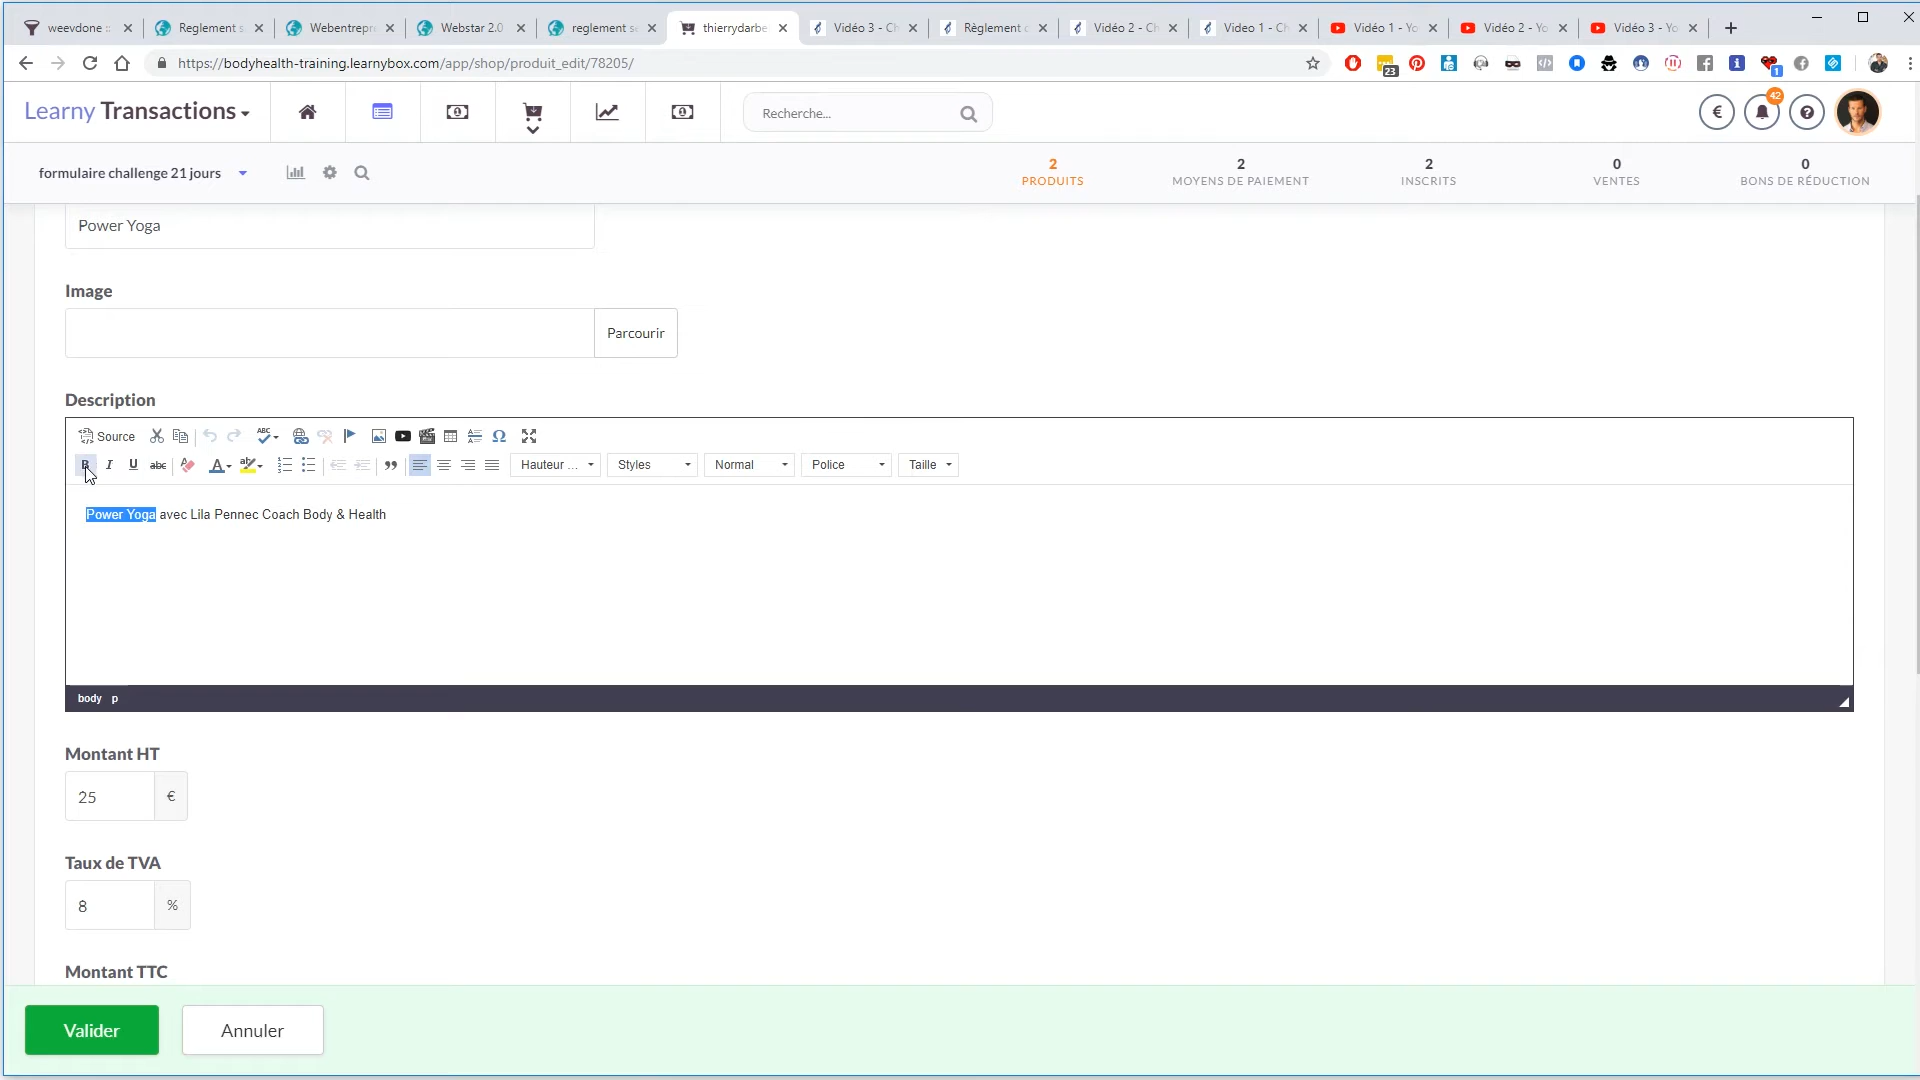 weevdone ::
Reglement s
Webentrepr
Webstar 2.0
reglement se
thierrydarbe
Vidéo 3 - Ch
Règlement c
Vidéo 2 - Ch
Video 1 - Ch
Vidéo 1 - Yo
Vidéo 2 - Yo
Vidéo 3 - Yo
https://bodyhealth-training.learnybox.com/app/shop/produit_edit/78205/
23
1
Learny Transactions
Recherche...
€
42
formulaire challenge 21 jours
2
PRODUITS
2
MOYENS DE PAIEMENT
2
INSCRITS
0
VENTES
0
BONS DE RÉDUCTION
Power Yoga
Image
Parcourir
Description
Source
Hauteur ...
Styles
Normal
Police
Taille
Power Yoga avec Lila Pennec Coach Body & Health
body p
Montant HT
25 €
Taux de TVA
8 %
Montant TTC
Valider
Annuler